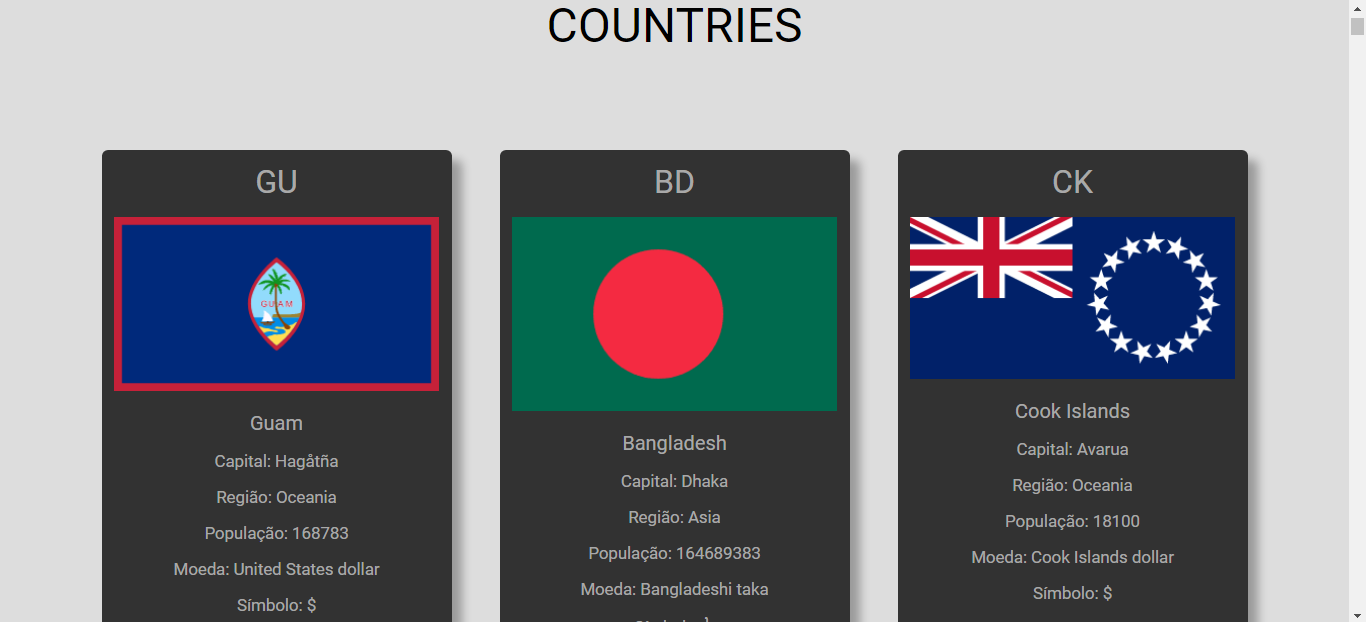 COUNTRIES
GU
GUAM
Guam
Capital: Hagåtña
Região: Oceania
População: 168783
Moeda: United States dollar
Símbolo: $
BD
Bangladesh
Capital: Dhaka
Região: Asia
População: 164689383
Moeda: Bangladeshi taka
CK
Cook Islands
Capital: Avarua
Região: Oceania
População: 18100
Moeda: Cook Islands dollar
Símbolo: $